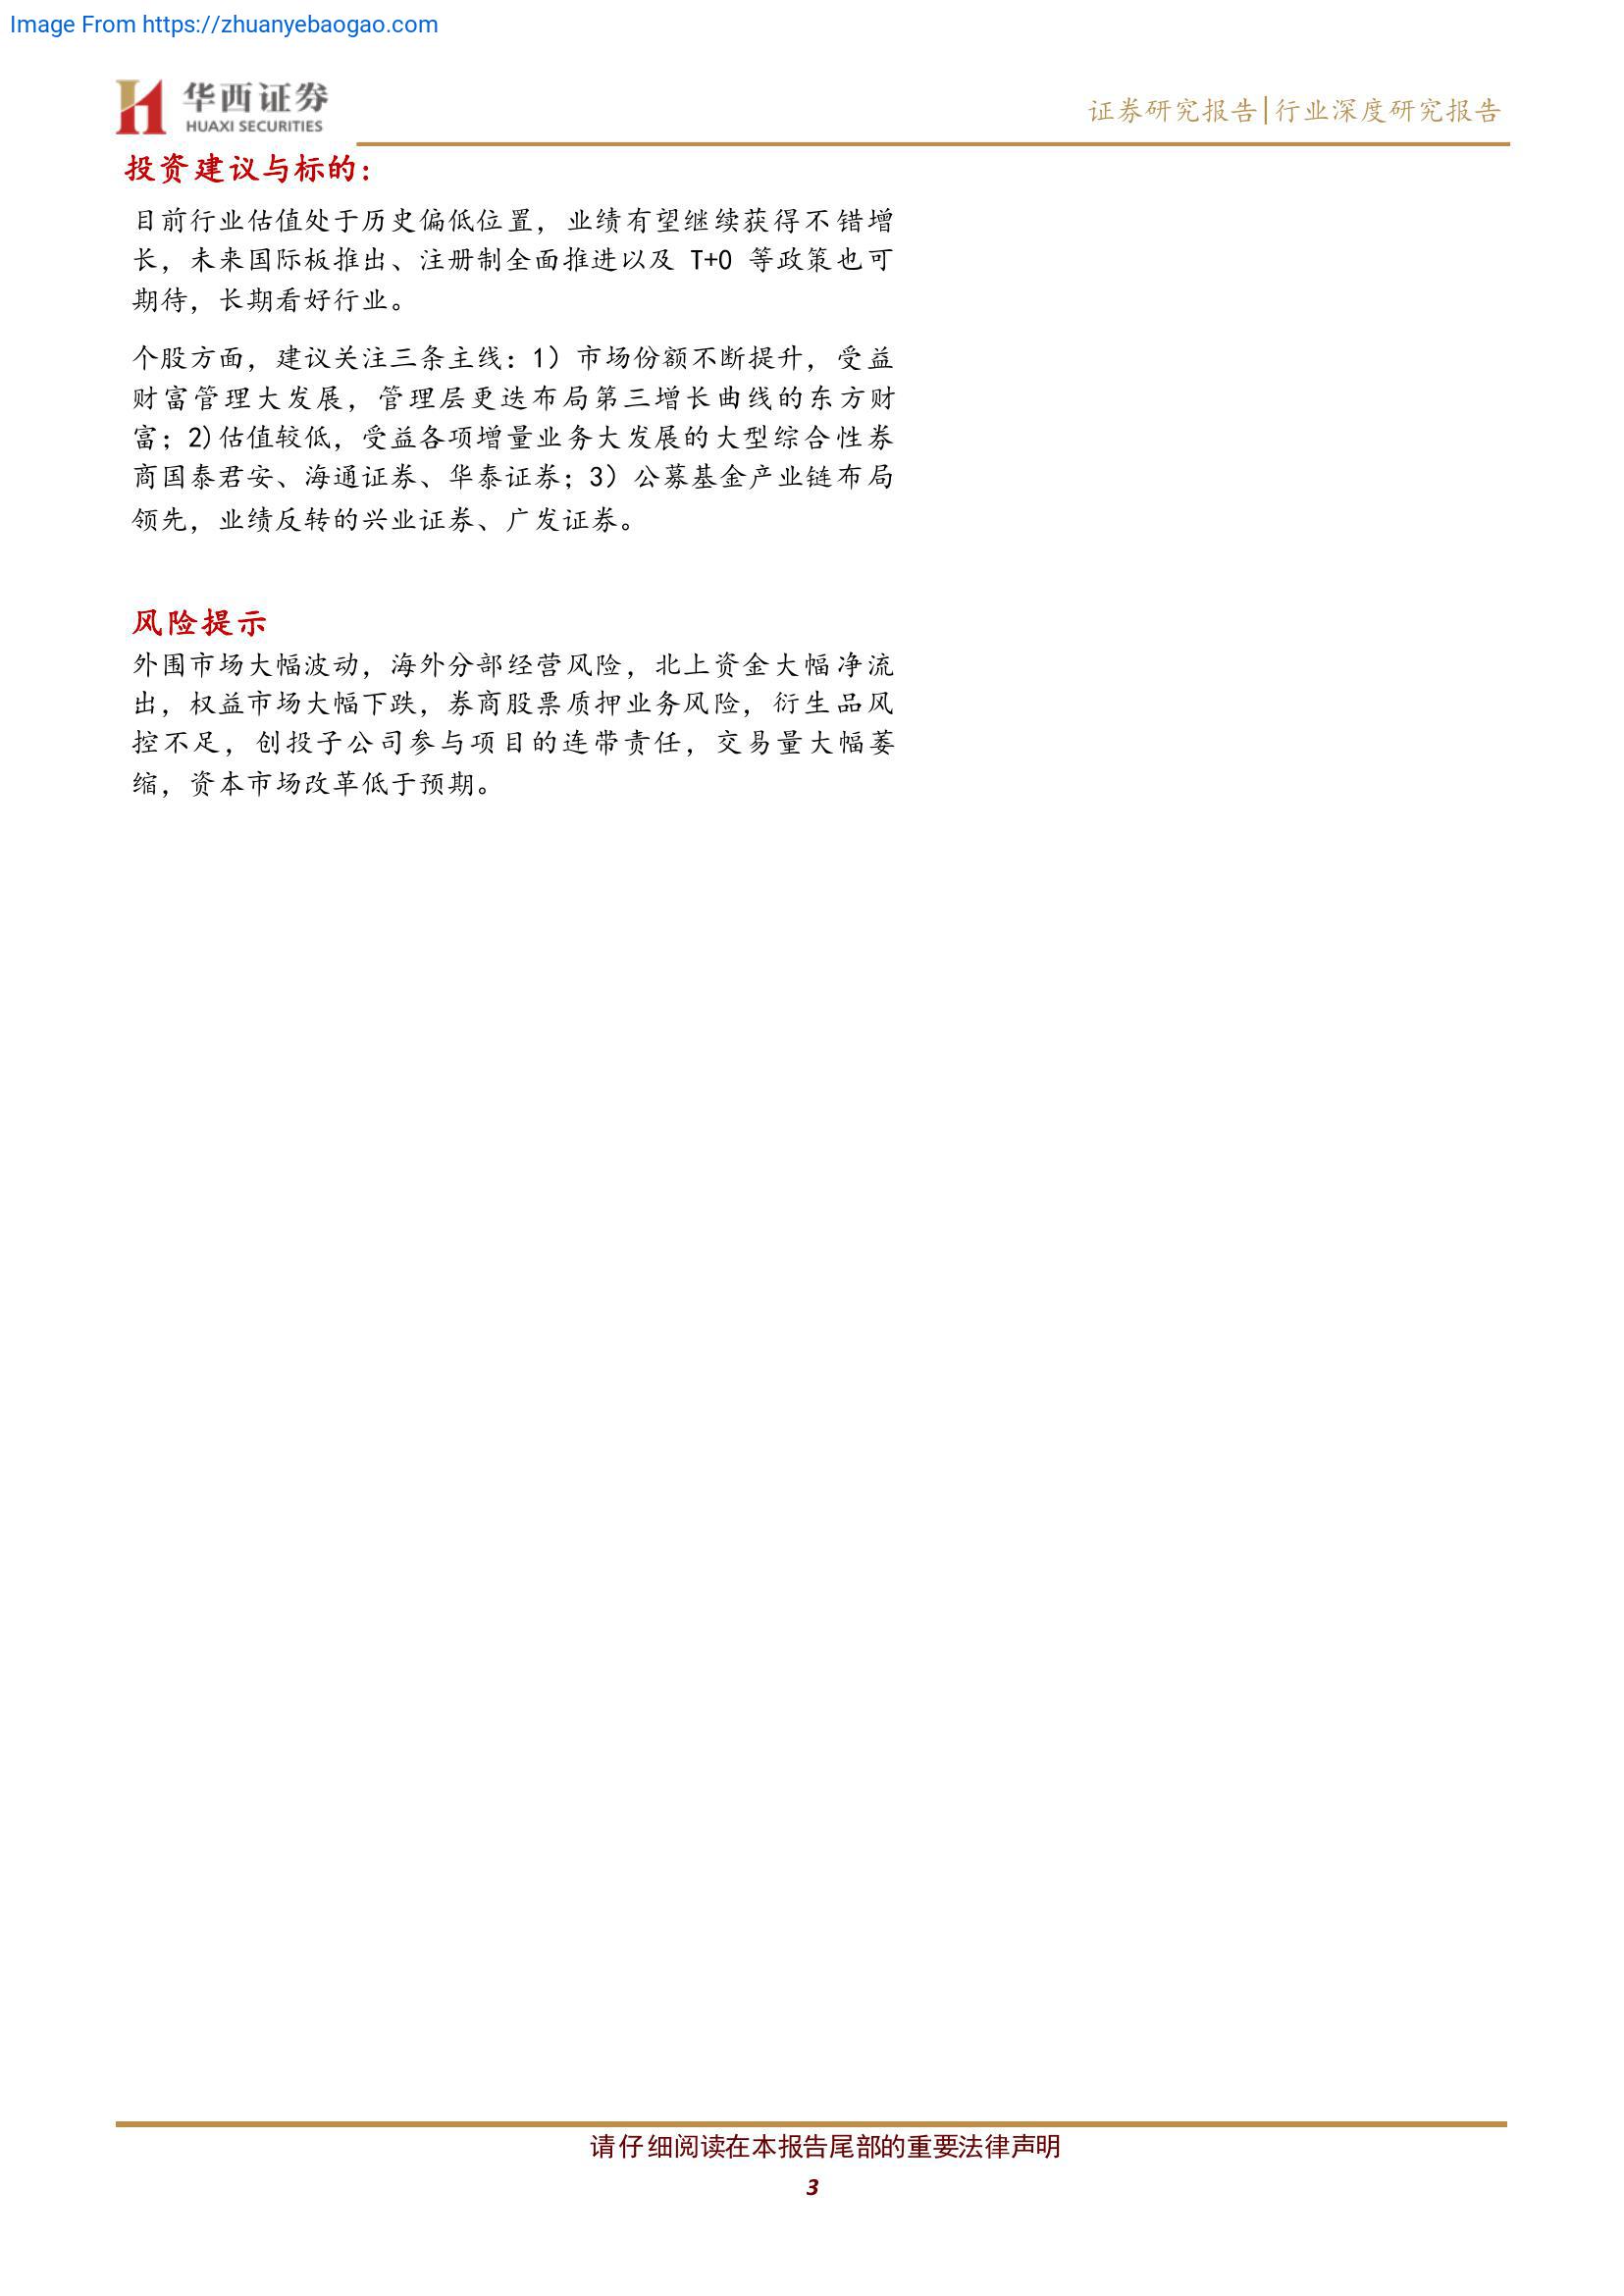 Image From https://zhuanyebaogao.com
华西证券
HUAXI SECURITIES
证券研究报告|行业深度研究报告
投资建议与标的：
目前行业估值处于历史偏低位置，业绩有望继续获得不错增
长，未来国际板推出、注册制全面推进以及 T+0 等政策也可
期待，长期看好行业。
个股方面，建议关注三条主线：1）市场份额不断提升，受益
财富管理大发展，管理层更迭布局第三增长曲线的东方财
富；2)估值较低，受益各项增量业务大发展的大型综合性券
商国泰君安、海通证券、华泰证券；3）公募基金产业链布局
领先，业绩反转的兴业证券、广发证券。
风险提示
外围市场大幅波动，海外分部经营风险，北上资金大幅净流
出，权益市场大幅下跌，券商股票质押业务风险，衍生品风
控不足，创投子公司参与项目的连带责任，交易量大幅萎
缩，资本市场改革低于预期。
请仔细阅读在本报告尾部的重要法律声明
3